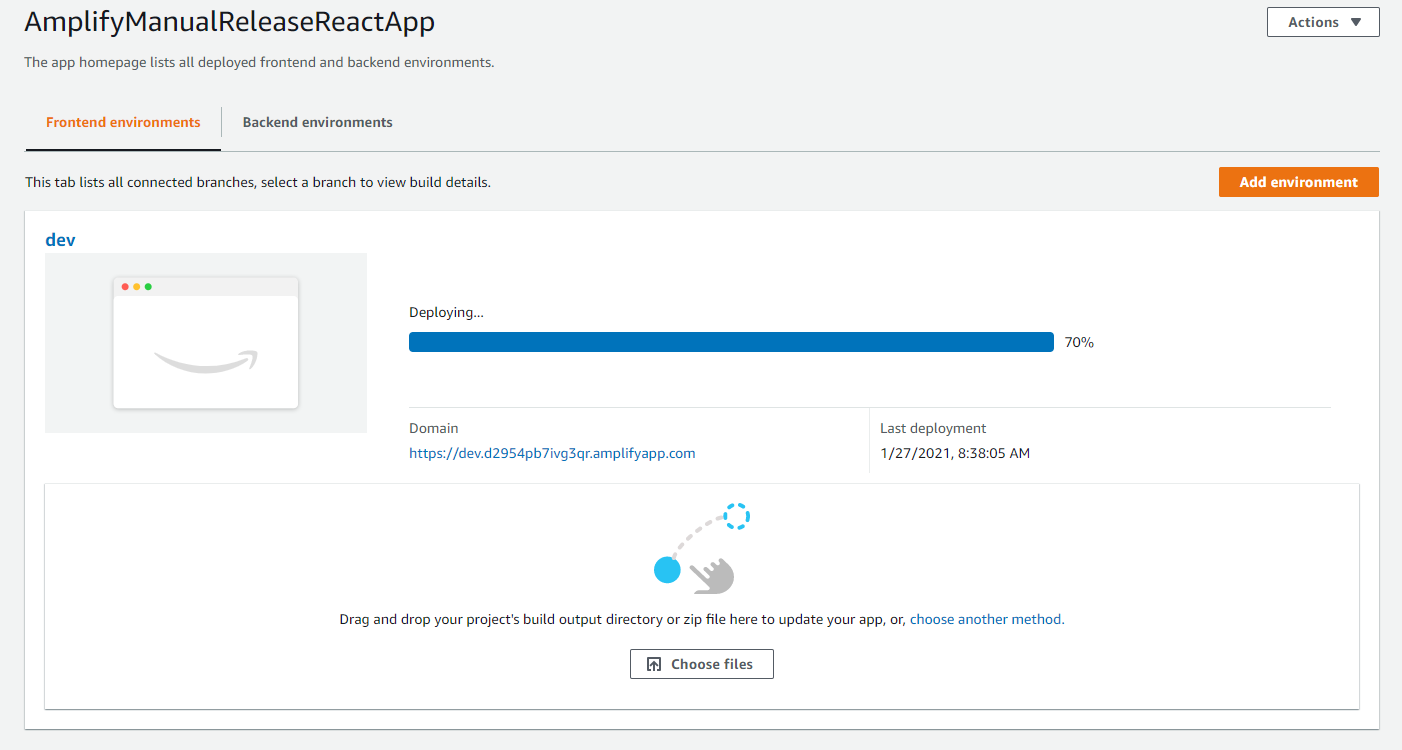 AmplifyManualReleaseReactApp
Actions
The app homepage lists all deployed frontend and backend environments.
Frontend environments
Backend environments
This tab lists all connected branches, select a branch to view build details.
Add environment
dev
Deploying...
70%
Domain
Last deployment
https://dev.d2954pb7ivg3qr.amplifyapp.com
1/27/2021, 8:38:05 AM
Drag and drop your project's build output directory or zip file here to update your app, or, choose another method.
Choose files